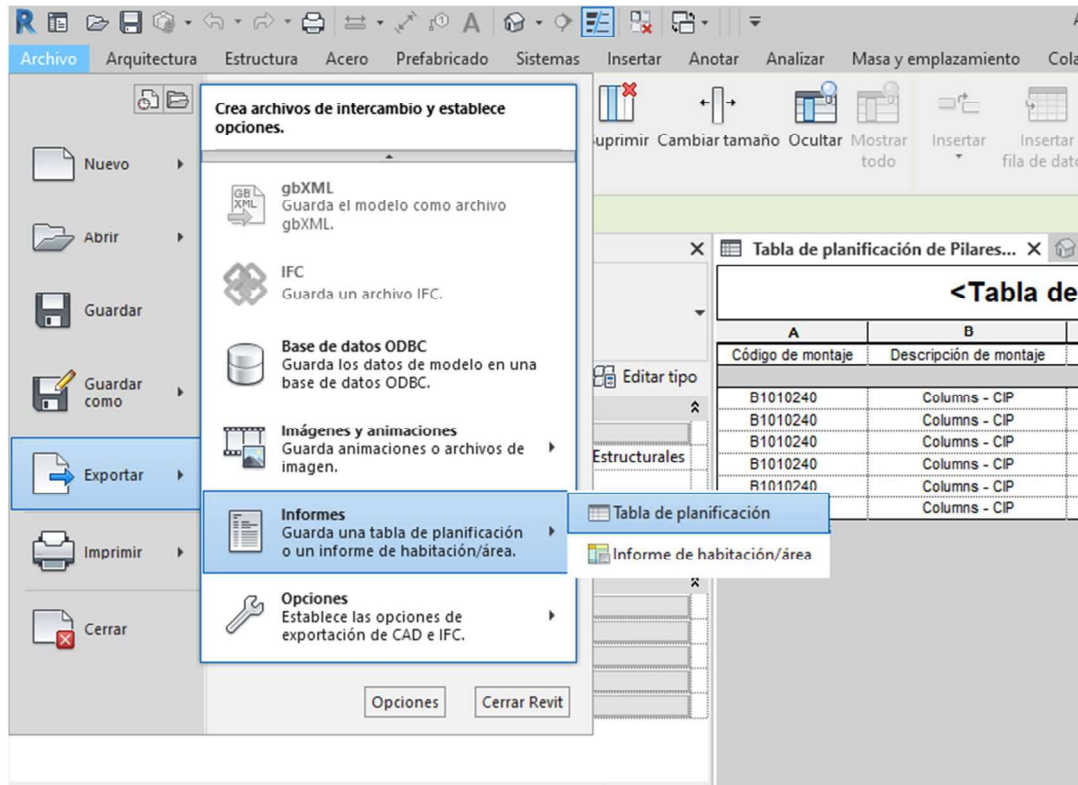 Archivo Arquitectura Estructura Acero Prefabricado Sistemas Insertar Anotar Analizar Masa y emplazamiento Cola
Crea archivos de intercambio y establece
opciones.
Nuevo
Abrir
Guardar
Guardar
como
Exportar
Imprimir
Cerrar
gbXML
Guarda el modelo como archivo
gbXML.
IFC
Guarda un archivo IFC.
Base de datos ODBC
Guarda los datos de modelo en una
base de datos ODBC.
Imágenes y animaciones
Guarda animaciones o archivos de
imagen.
Informes
Guarda una tabla de planificación
o un informe de habitación/área.
Opciones
Establece las opciones de
exportación de CAD e IFC.
Opciones Cerrar Revit
Tabla de planificación
Informe de habitación/área
uprimir Cambiar tamaño Ocultar Mostrar
todo
Insertar
Insertar
fila de dato
Editar tipo
Estructurales
Tabla de planificación de Pilares...
<Tabla de
A B
Código de montaje Descripción de montaje
B1010240 Columns - CIP
B1010240 Columns - CIP
B1010240 Columns - CIP
B1010240 Columns - CIP
B1010240 Columns - CIP
Columns - CIP